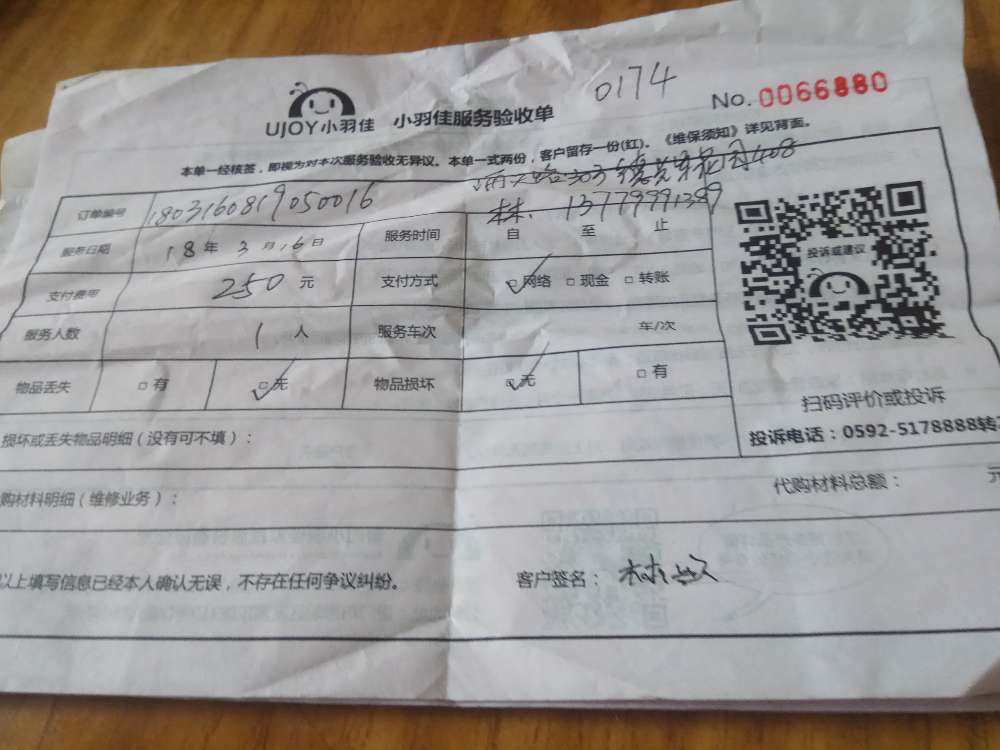 0174
No. 0066880
UJOY小羽佳 小羽佳服务验收单
本单一经核签,即视为对本次服务验收无异议。本单一式两份,客户留存一份(红)。《维保须知》详见背面。
订单编号 1803160819050016 408
林. 13779991389
服务日期 18年3月16日 服务时间 自 至 止
支付费用 250 元 支付方式 网络 现金 转账
服务人数 1 人 服务车次 车/次
物品丢失 有 无 物品损坏 无 有
投诉或建议
扫码评价或投诉
投诉电话:0592-5178888转
损坏或丢失物品明细(没有可不填):
购材料明细(维修业务): 代购材料总额: 元
以上填写信息已经本人确认无误,不存在任何争议纠纷。 客户签名: